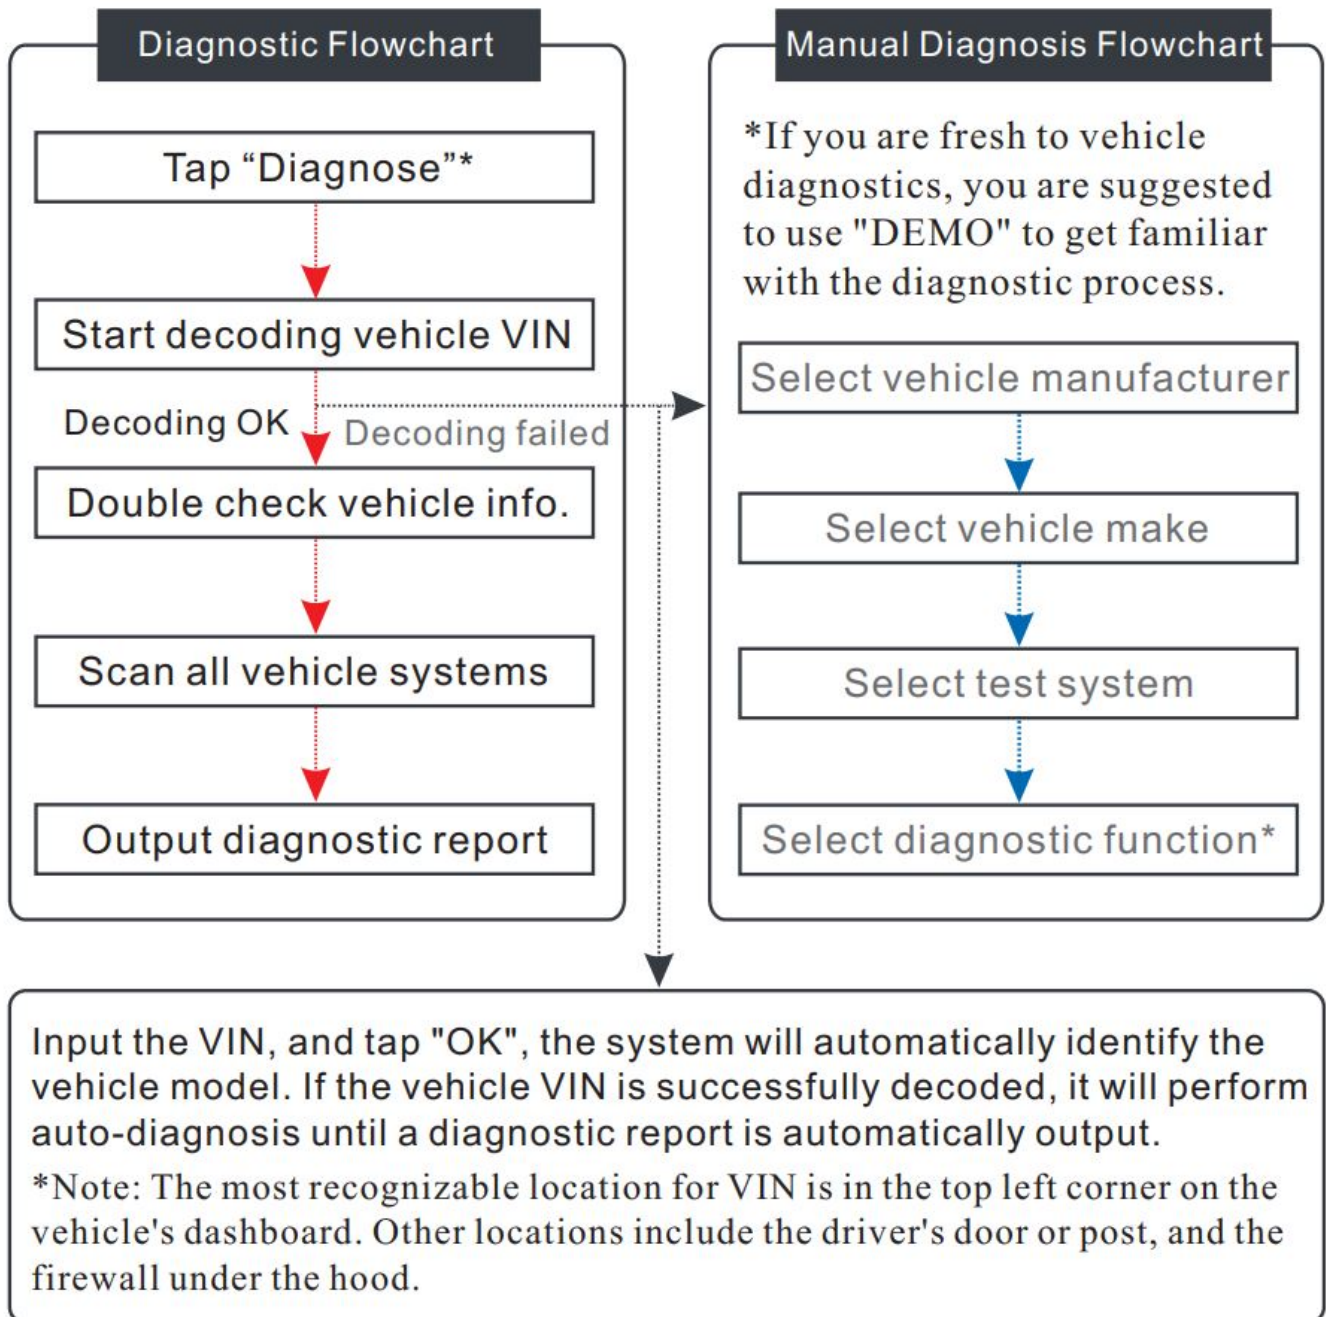 Diagnostic Flowchart
Tap “Diagnose”*
Start decoding vehicle VIN
Decoding OK
Decoding failed
Double check vehicle info.
Scan all vehicle systems
Output diagnostic report
Manual Diagnosis Flowchart
*If you are fresh to vehicle
diagnostics, you are suggested
to use "DEMO" to get familiar
with the diagnostic process.
Select vehicle manufacturer
Select vehicle make
Select test system
Select diagnostic function*
Input the VIN, and tap "OK", the system will automatically identify the
vehicle model. If the vehicle VIN is successfully decoded, it will perform
auto-diagnosis until a diagnostic report is automatically output.
*Note: The most recognizable location for VIN is in the top left corner on the
vehicle's dashboard. Other locations include the driver's door or post, and the
firewall under the hood.